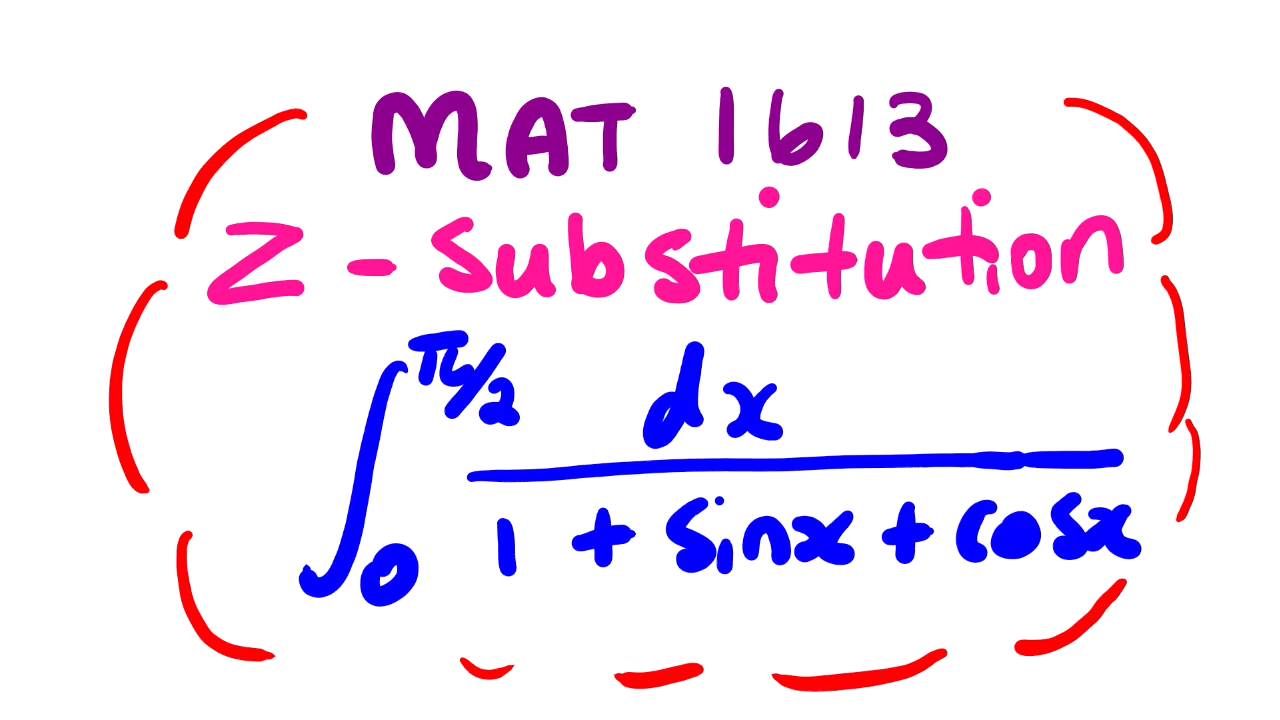 MAT 1613
Z - Substitution
∫₀^π/2 dx / 1 + sinx + cosx